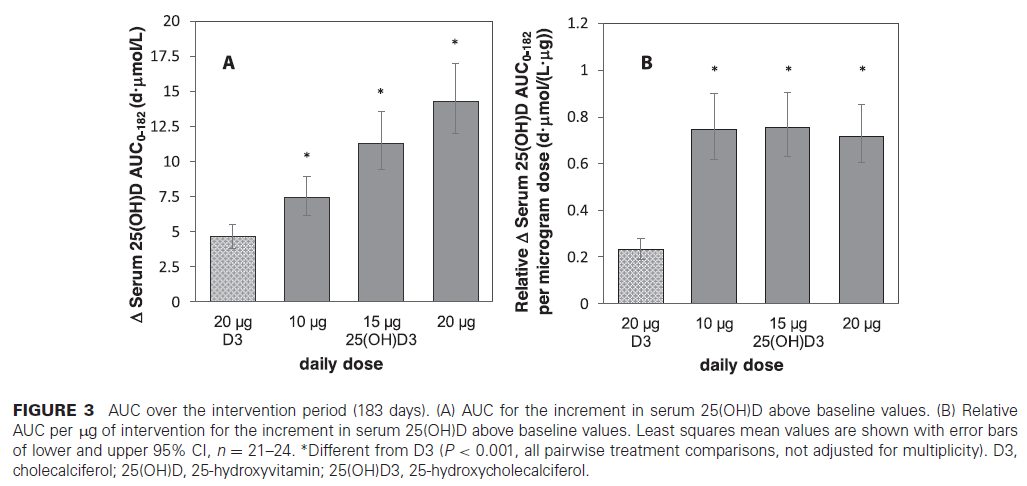 A
Δ Serum 25(OH)D AUC0-182 (d·μmol/L)
20
17.5
15
12.5
10
7.5
5
2.5
0
*
*
*
20 μg 10 μg 15 μg 20 μg
D3 25(OH)D3
daily dose
B
Relative Δ Serum 25(OH)D AUC0-182
per microgram dose (d·μmol/(L·μg))
1.2
1
0.8
0.6
0.4
0.2
0
* * *
20 μg 10 μg 15 μg 20 μg
D3 25(OH)D3
daily dose
FIGURE 3 AUC over the intervention period (183 days). (A) AUC for the increment in serum 25(OH)D above baseline values. (B) Relative
AUC per μg of intervention for the increment in serum 25(OH)D above baseline values. Least squares mean values are shown with error bars
of lower and upper 95% CI, n = 21–24. *Different from D3 (P < 0.001, all pairwise treatment comparisons, not adjusted for multiplicity). D3,
cholecalciferol; 25(OH)D, 25-hydroxyvitamin; 25(OH)D3, 25-hydroxycholecalciferol.